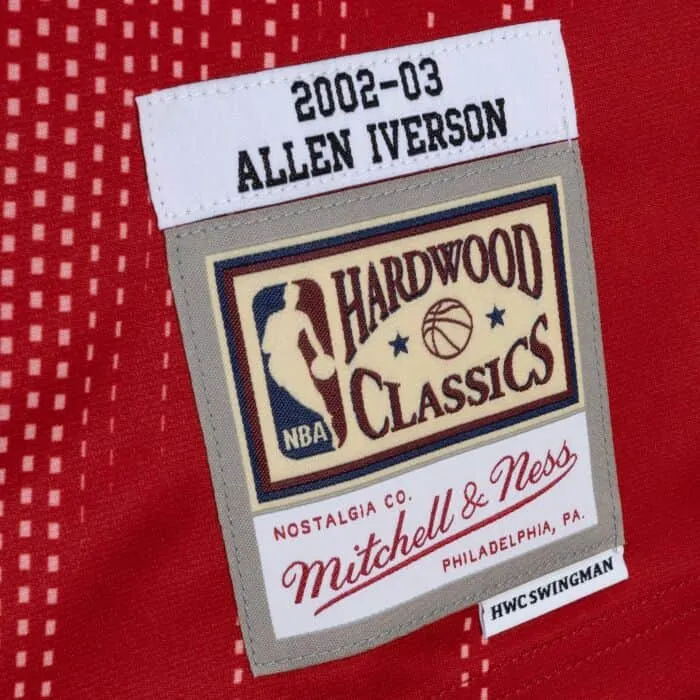 2002-03
ALLEN IVERSON
HARDWOOD
CLASSICS
NBA
NOSTALGIA CO.
Mitchell & Ness
PHILADELPHIA, PA.
HWC SWINGMAN